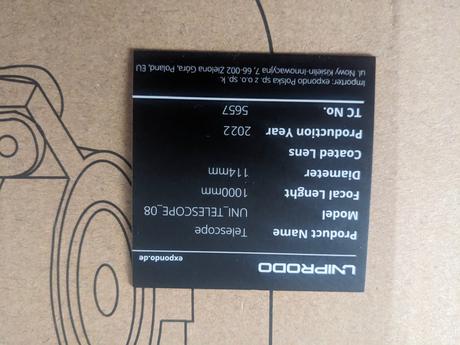 UNIPRODO
expondo.de
Product Name Telescope
Model UNI_TELESCOPE_08
Focal Lenght 1000mm
Diameter 114mm
Coated Lens
Production Year 2022
TC No. 5657
Importer: expondo Polska sp. z o.o. sp. k.
ul. Nowy Kisielin-Innowacyjna 7, 66-002 Zielona Góra, Poland, EU